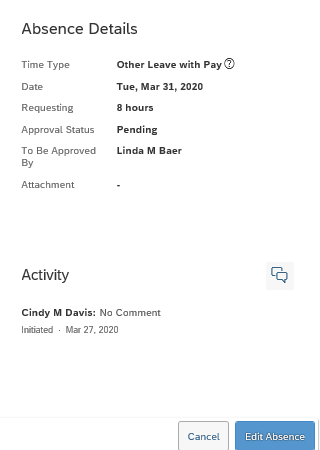 Absence Details
Time Type Other Leave with Pay ?
Date Tue, Mar 31, 2020
Requesting 8 hours
Approval Status Pending
To Be Approved Linda M Baer
By
Attachment -
Activity
Cindy M Davis: No Comment
Initiated · Mar 27, 2020
Cancel Edit Absence